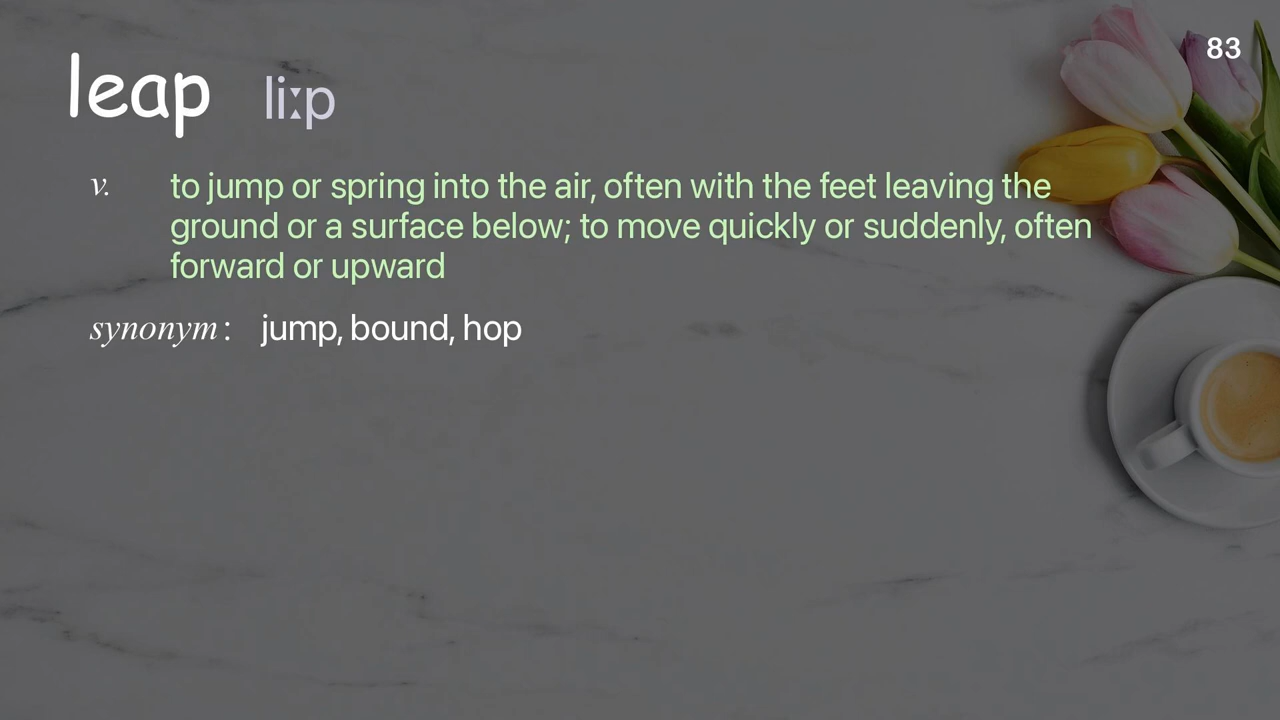 83
leap liːp
v. to jump or spring into the air, often with the feet leaving the
ground or a surface below; to move quickly or suddenly, often
forward or upward
synonym: jump, bound, hop